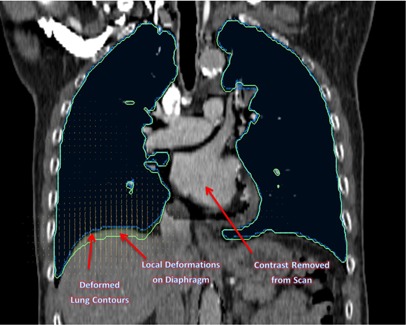 Local Deformations
on Diaphragm
Contrast Removed
from Scan
Deformed
Lung Contours